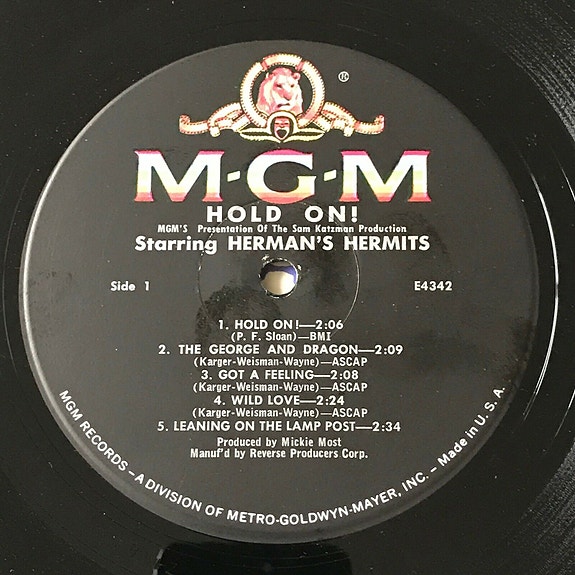 ®
M-G-M
HOLD ON!
MGM'S Presentation Of The Sam Katzman Production
Starring HERMAN'S HERMITS
Side 1
E4342
1. HOLD ON!—2:06
(P. F. Sloan)—BMI
2. THE GEORGE AND DRAGON—2:09
(Karger-Weisman-Wayne)—ASCAP
3. GOT A FEELING—2:08
(Karger-Weisman-Wayne)—ASCAP
4. WILD LOVE—2:24
(Karger-Weisman-Wayne)—ASCAP
5. LEANING ON THE LAMP POST—2:34
Produced by Mickie Most
Manuf'd by Reverse Producers Corp.
MGM RECORDS – A DIVISION OF METRO-GOLDWYN-MAYER, INC. – Made in U. S. A.